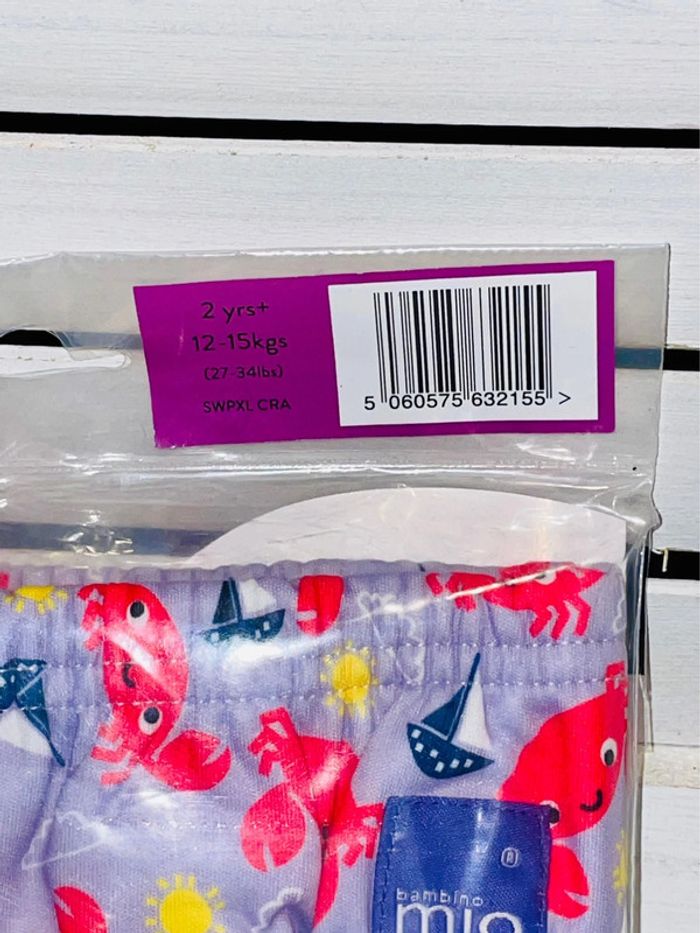 2 yrs+
12-15kgs
(27-34lbs)
SWPXL CRA
5 060575 632155 >
bambino
mio